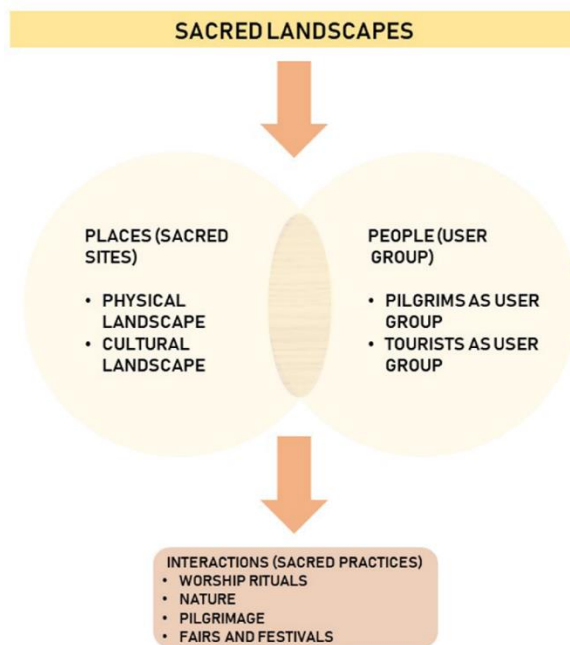 SACRED LANDSCAPES
PLACES (SACRED
SITES)
• PHYSICAL
LANDSCAPE
• CULTURAL
LANDSCAPE
PEOPLE (USER
GROUP)
• PILGRIMS AS USER
GROUP
• TOURISTS AS USER
GROUP
INTERACTIONS (SACRED PRACTICES)
• WORSHIP RITUALS
• NATURE
• PILGRIMAGE
• FAIRS AND FESTIVALS